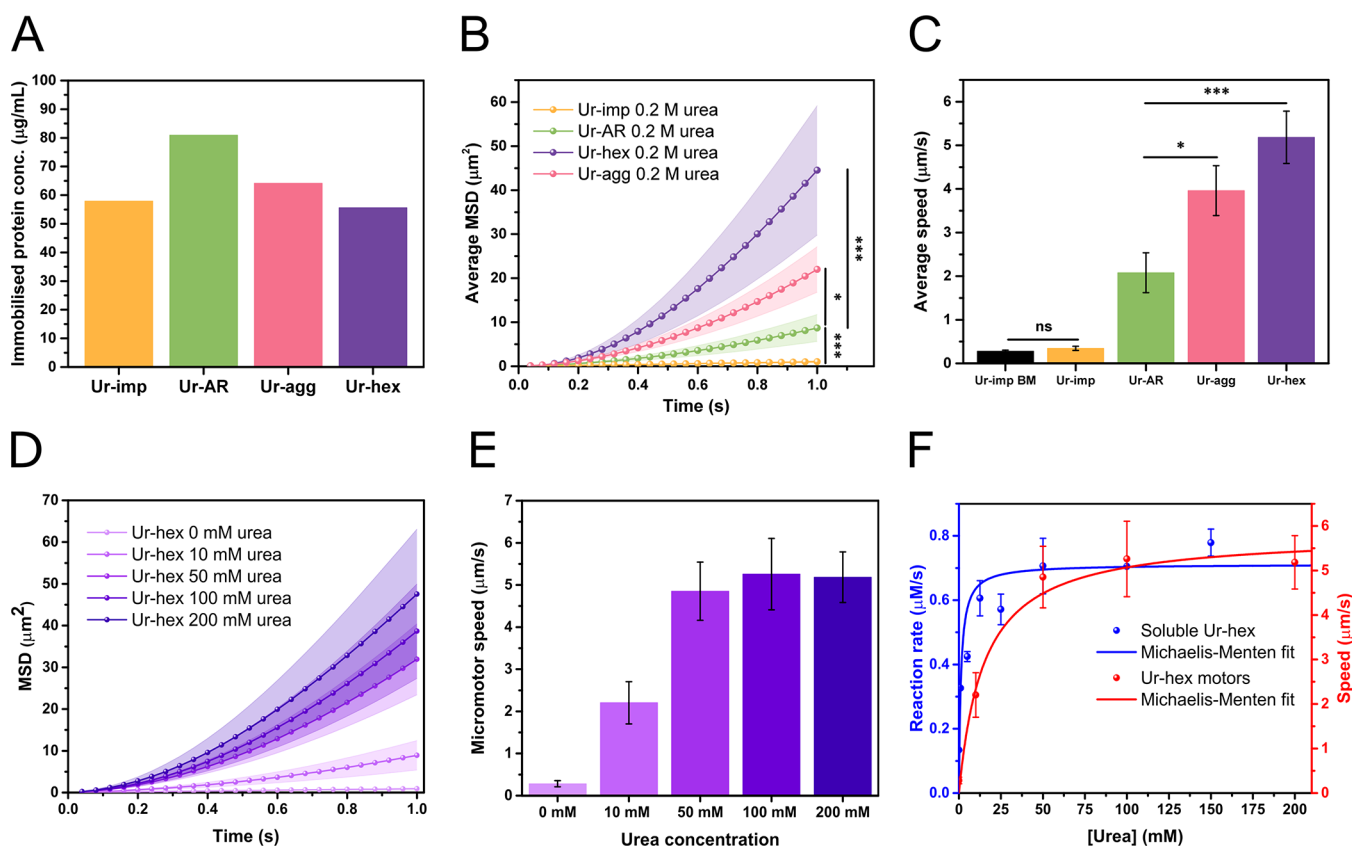 A
Immobilised protein conc. (μg/mL)
100
90
80
70
60
50
40
30
20
10
0
Ur-imp Ur-AR Ur-agg Ur-hex
B
Average MSD (μm²)
60
50
40
30
20
10
0
Ur-imp 0.2 M urea
Ur-AR 0.2 M urea
Ur-hex 0.2 M urea
Ur-agg 0.2 M urea
***
*
***
0.0 0.2 0.4 0.6 0.8 1.0
Time (s)
C
Average speed (μm/s)
6
5
4
3
2
1
0
***
*
ns
Ur-imp BM Ur-imp Ur-AR Ur-agg Ur-hex
D
MSD (μm²)
70
60
50
40
30
20
10
0
Ur-hex 0 mM urea
Ur-hex 10 mM urea
Ur-hex 50 mM urea
Ur-hex 100 mM urea
Ur-hex 200 mM urea
0.0 0.2 0.4 0.6 0.8 1.0
Time (s)
E
Micromotor speed (μm/s)
7
6
5
4
3
2
1
0
0 mM 10 mM 50 mM 100 mM 200 mM
Urea concentration
F
Reaction rate (μM/s)
0.8
0.6
0.4
0.2
0.0
Soluble Ur-hex
Michaelis-Menten fit
Ur-hex motors
Michaelis-Menten fit
6
5
4
3
2
1
0
Speed (μm/s)
0 25 50 75 100 125 150 175 200
[Urea] (mM)